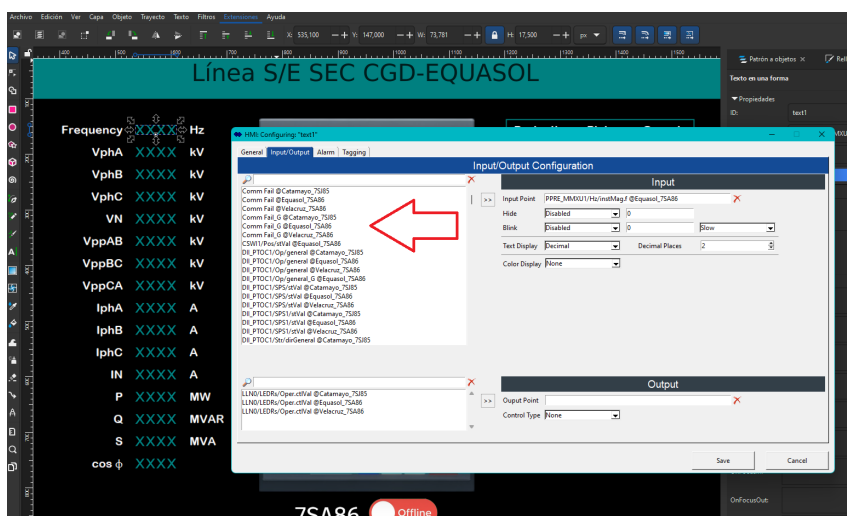 Archivo Edición Ver Capa Objeto Trayecto Texto Filtros Extensiones Ayuda
X: 535,100 Y: 147,000 W: 73,781 H: 17,500 px
Patrón a objetos × Rell
Línea S/E SEC CGD-EQUASOL
Texto en una forma
Propiedades
ID: text1
Frequency XXXX Hz
VphA XXXX kV
VphB XXXX kV
VphC XXXX kV
VN XXXX kV
VppAB XXXX kV
VppBC XXXX kV
VppCA XXXX kV
IphA XXXX A
IphB XXXX A
IphC XXXX A
IN XXXX A
P XXXX MW
Q XXXX MVAR
S XXXX MVA
cos ϕ XXXX
HMI: Configuring: "text1"
General Input/Output Alarm Tagging
Input/Output Configuration
Comm Fail @Catamayo_7SJ85
Comm Fail @Equasol_7SA86
Comm Fail @Velacruz_7SA86
Comm Fail_G @Catamayo_7SJ85
Comm Fail_G @Equasol_7SA86
Comm Fail_G @Velacruz_7SA86
CSWI1/Pos/stVal @Equasol_7SA86
DII_PTOC1/Op/general @Catamayo_7SJ85
DII_PTOC1/Op/general @Equasol_7SA86
DII_PTOC1/Op/general @Velacruz_7SA86
DII_PTOC1/Op/general_G @Equasol_7SA86
DII_PTOC1/SPS/stVal @Catamayo_7SJ85
DII_PTOC1/SPS/stVal @Equasol_7SA86
DII_PTOC1/SPS/stVal @Velacruz_7SA86
DII_PTOC1/SPS1/stVal @Catamayo_7SJ85
DII_PTOC1/SPS1/stVal @Equasol_7SA86
DII_PTOC1/SPS1/stVal @Velacruz_7SA86
DII_PTOC1/Str/dirGeneral @Catamayo_7SJ85
>>
Input
Input Point PPRE_MMXU1/Hz/instMag.f @Equasol_7SA86
Hide Disabled 0
Blink Disabled 0 Slow
Text Display Decimal Decimal Places 2
Color Display None
LLN0/LEDRs/Oper.ctlVal @Catamayo_7SJ85
LLN0/LEDRs/Oper.ctlVal @Equasol_7SA86
LLN0/LEDRs/Oper.ctlVal @Velacruz_7SA86
>>
Output
Ouput Point
Control Type None
Save Cancel
7SA86 Offline
OnFocusOut: